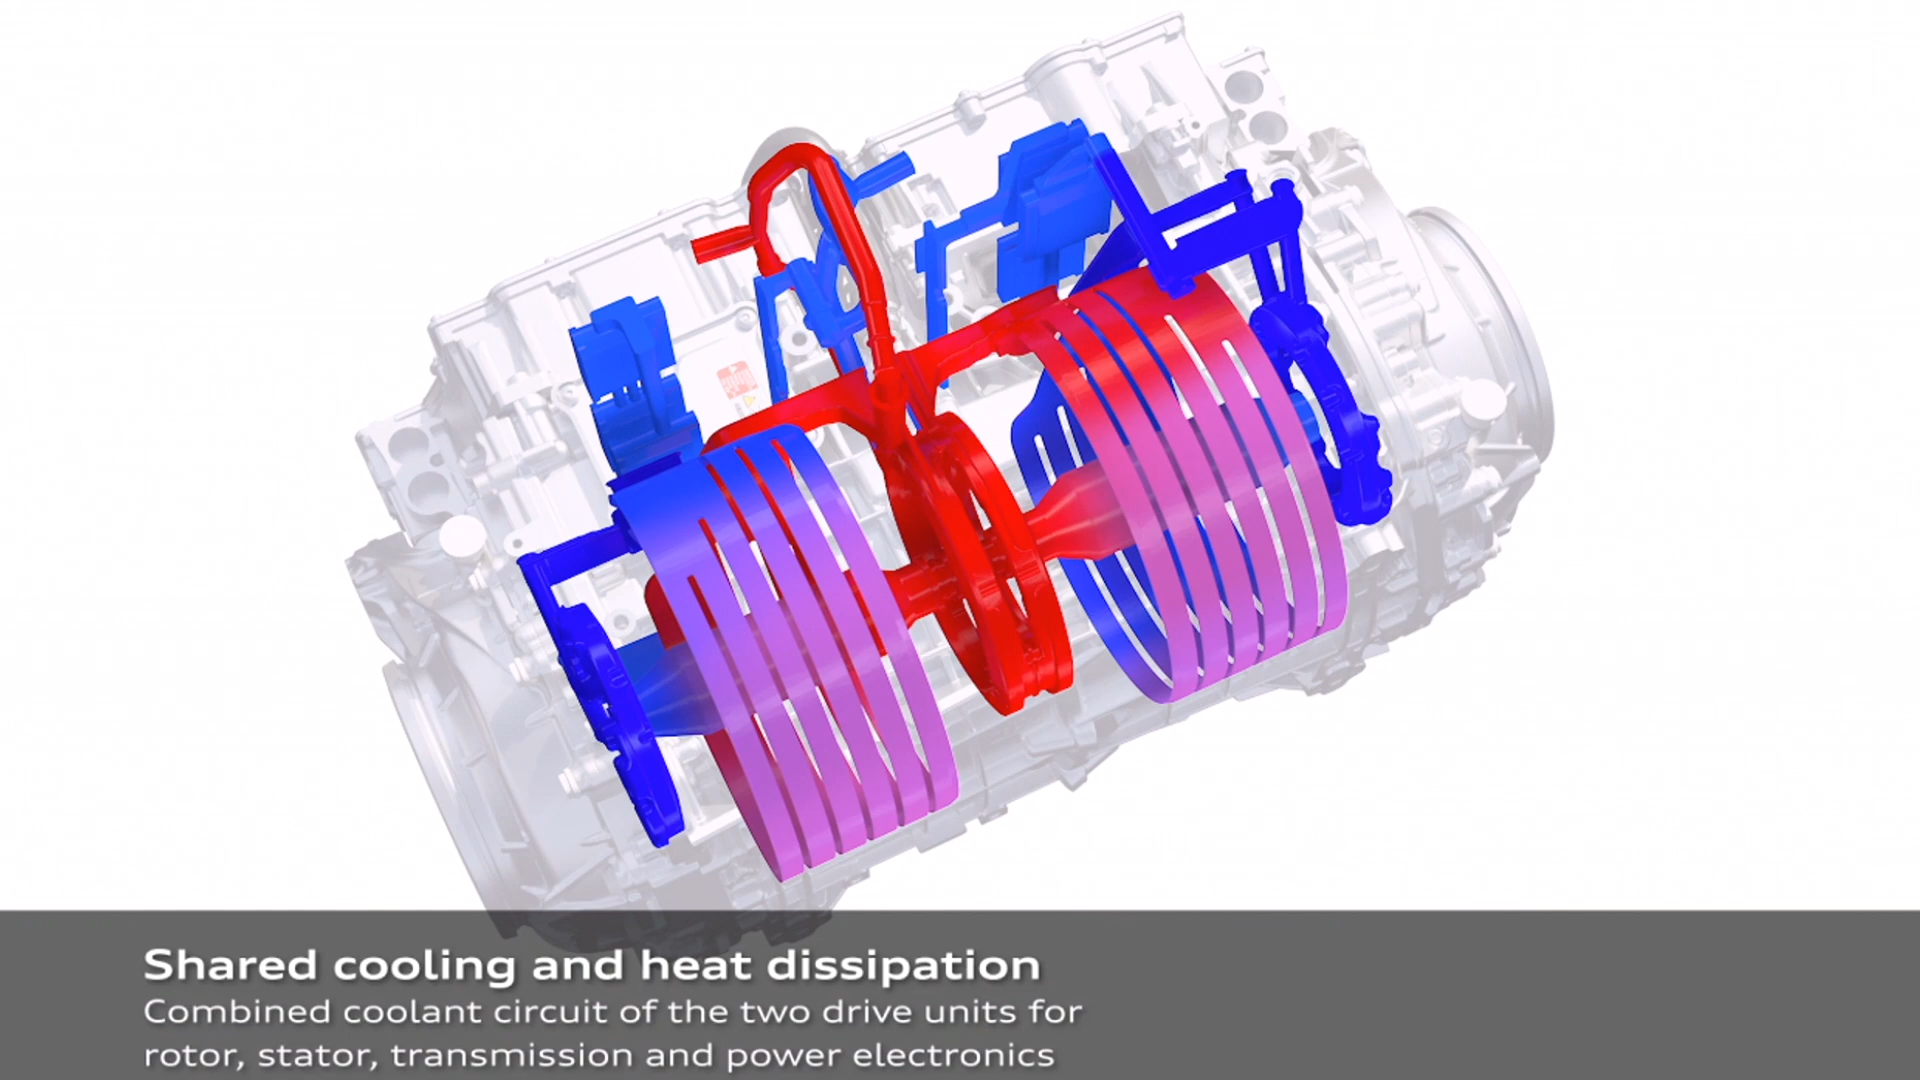 Shared cooling and heat dissipation
Combined coolant circuit of the two drive units for
rotor, stator, transmission and power electronics